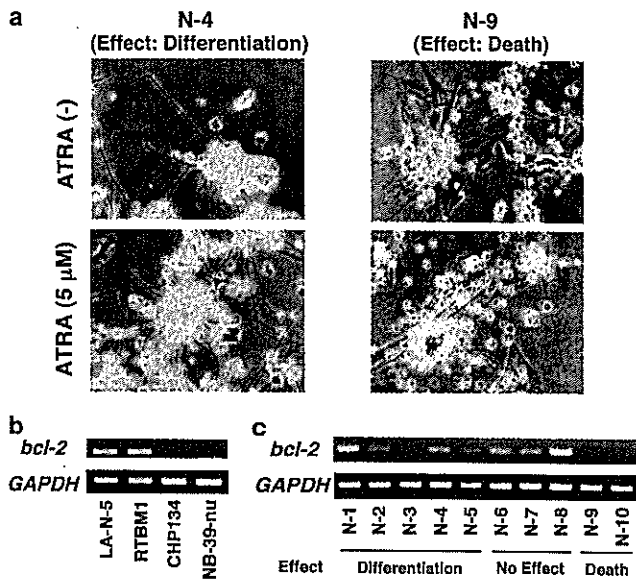 a
N-4
(Effect: Differentiation)
N-9
(Effect: Death)
ATRA (-)
ATRA (5 µM)
b
bcl-2
GAPDH
LA-N-5
RTBM1
CHP134
NB-39-nu
c
bcl-2
GAPDH
N-1
N-2
N-3
N-4
N-5
N-6
N-7
N-8
N-9
N-10
Effect Differentiation No Effect Death